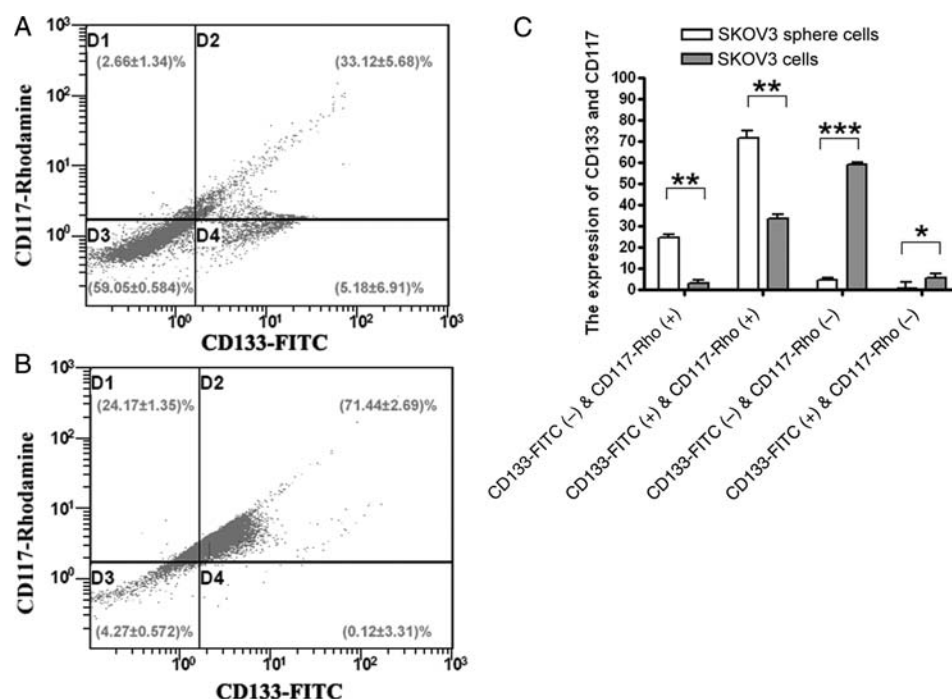 A
10³
D1
D2
(2.66±1.34)%
(33.12±5.68)%
10²
CD117-Rhodamine
10¹
D3
D4
10⁰
(59.05±0.584)%
(5.18±6.91)%
10⁰
10¹
10²
10³
CD133-FITC
B
10³
D1
D2
(24.17±1.35)%
(71.44±2.69)%
10²
CD117-Rhodamine
10¹
D3
D4
10⁰
(4.27±0.572)%
(0.12±3.31)%
10⁰
10¹
10²
10³
CD133-FITC
C
SKOV3 sphere cells
SKOV3 cells
The expression of CD133 and CD117
100
90
80
70
60
50
40
30
20
10
0
**
**
***
*
CD133-FITC (–) & CD117-Rho (+)
CD133-FITC (+) & CD117-Rho (+)
CD133-FITC (–) & CD117-Rho (–)
CD133-FITC (+) & CD117-Rho (–)